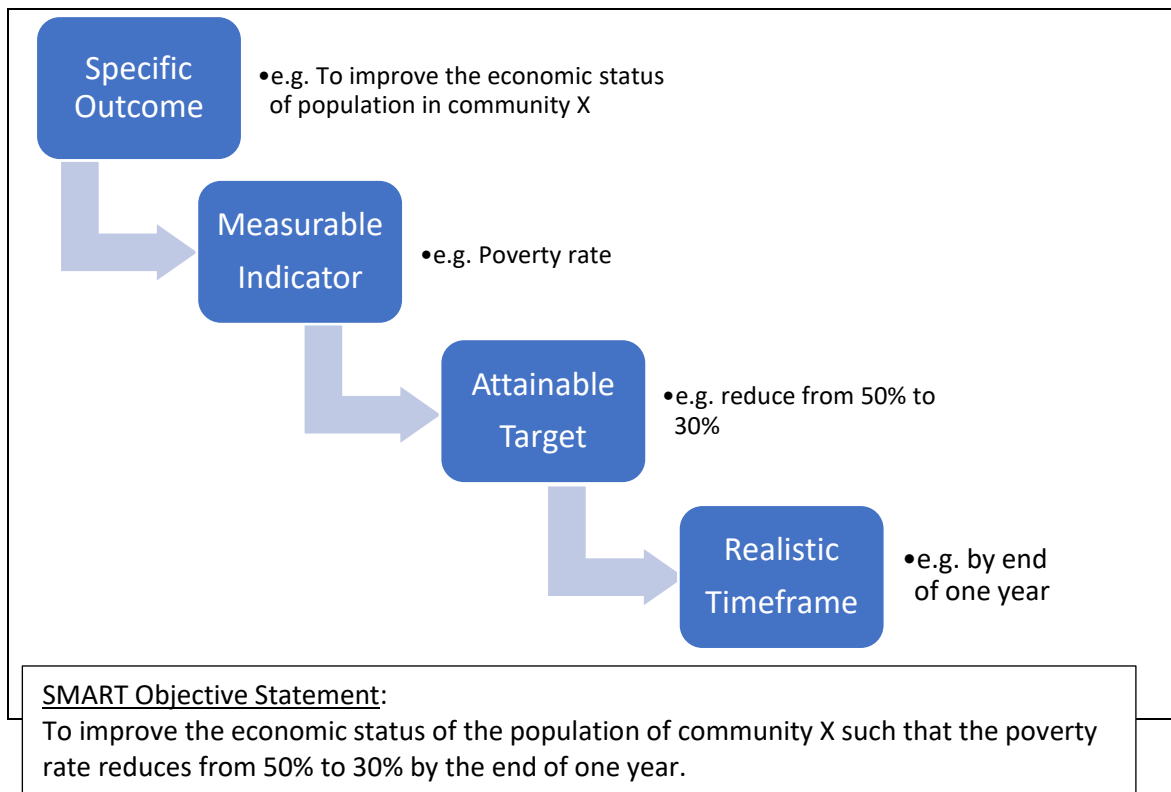 Specific
Outcome
•e.g. To improve the economic status
of population in community X
Measurable
Indicator
•e.g. Poverty rate
Attainable
Target
•e.g. reduce from 50% to
30%
Realistic
Timeframe
•e.g. by end
of one year
SMART Objective Statement:
To improve the economic status of the population of community X such that the poverty
rate reduces from 50% to 30% by the end of one year.